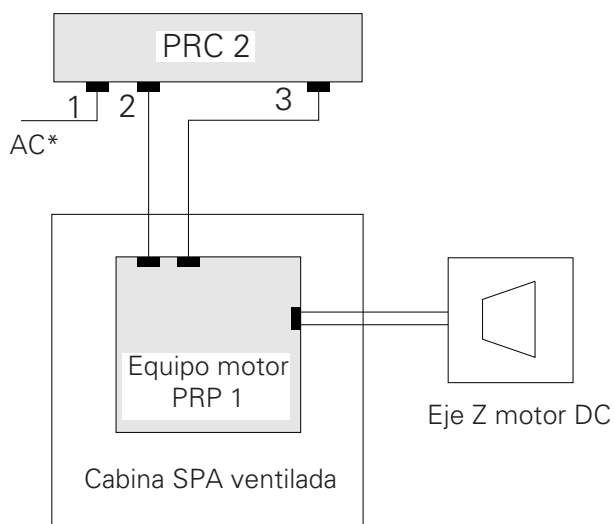 PRC 2
1
2
3
AC*
Equipo motor
PRP 1
Eje Z motor DC
Cabina SPA ventilada